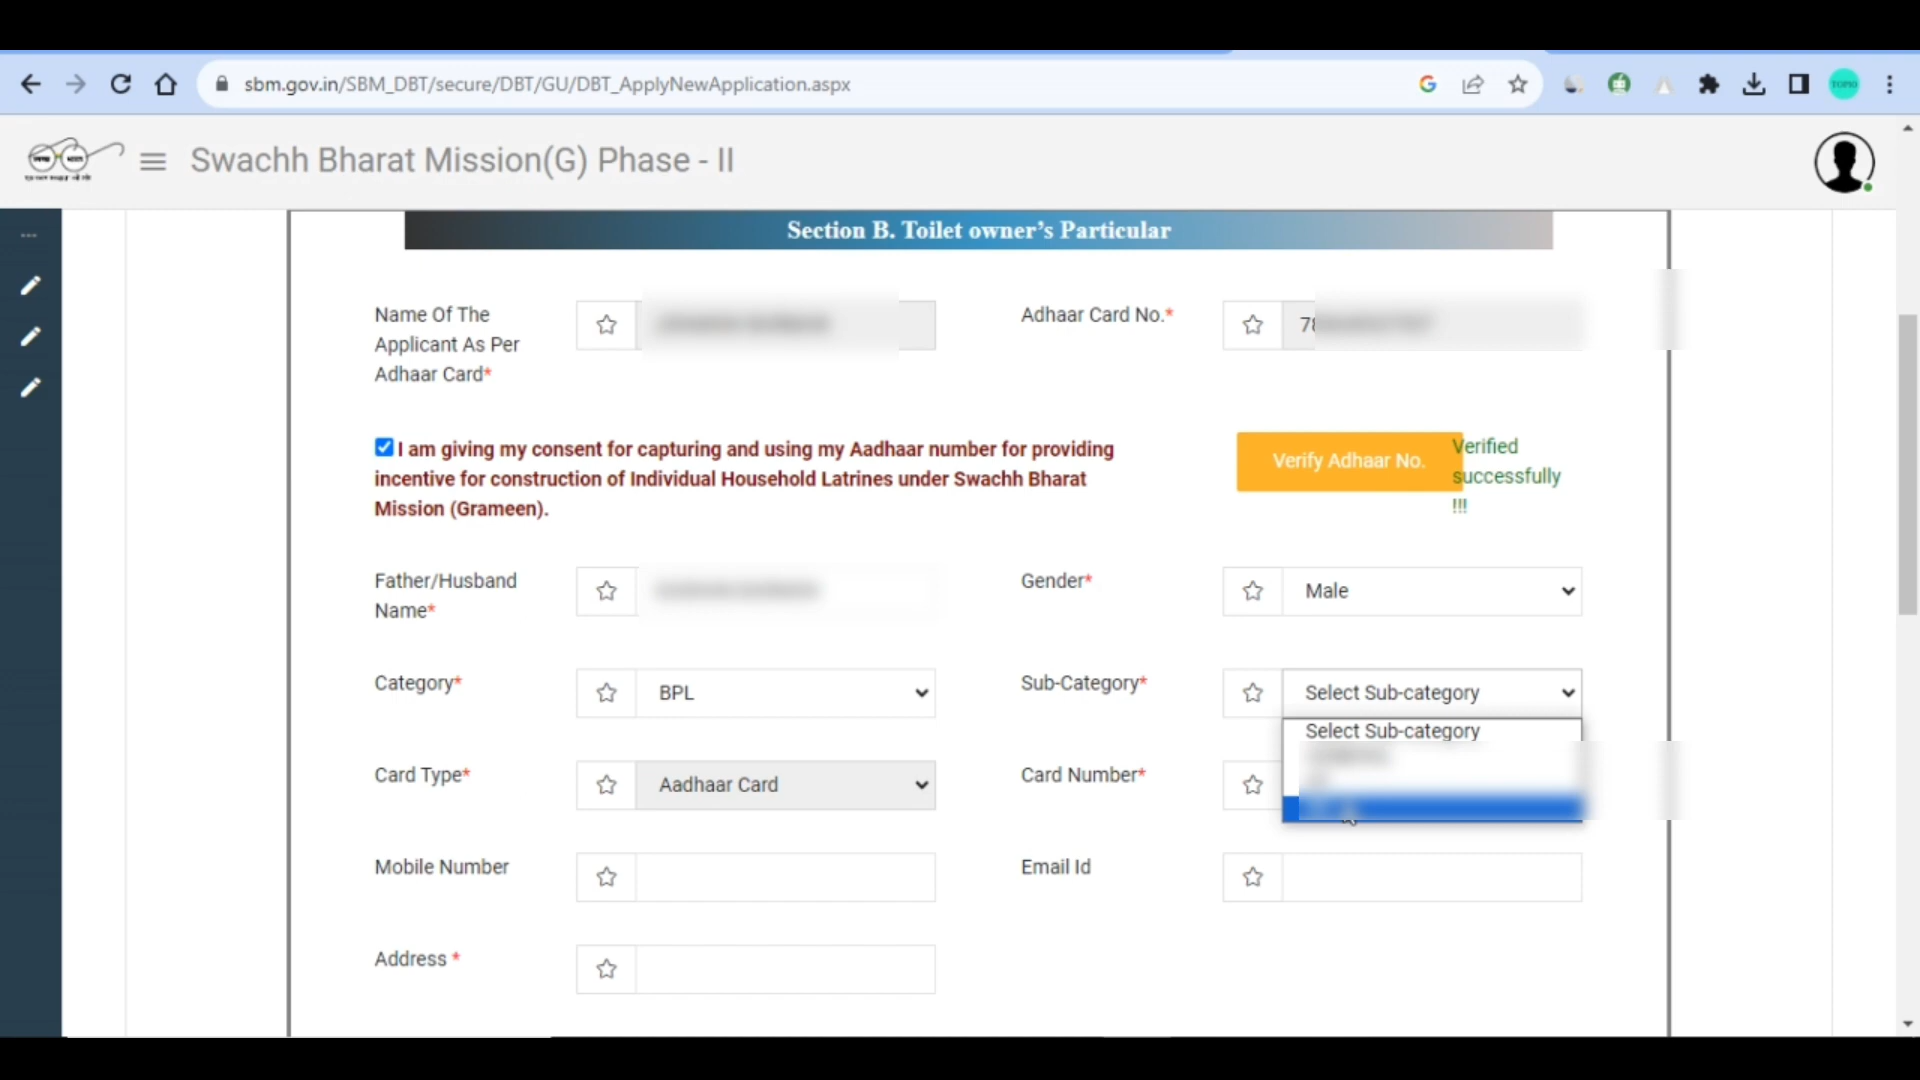 sbm.gov.in/SBM_DBT/secure/DBT/GU/DBT_ApplyNewApplication.aspx
Swachh Bharat Mission(G) Phase - II
Section B. Toilet owner's Particular
Name Of The
Applicant As Per
Adhaar Card*
Adhaar Card No.*
I am giving my consent for capturing and using my Aadhaar number for providing
incentive for construction of Individual Household Latrines under Swachh Bharat
Mission (Grameen).
Verify Adhaar No.
Verified
successfully
!!!
Father/Husband
Name*
Gender*
Male
Category*
BPL
Sub-Category*
Select Sub-category
Select Sub-category
Card Type*
Aadhaar Card
Card Number*
Mobile Number
Email Id
Address *